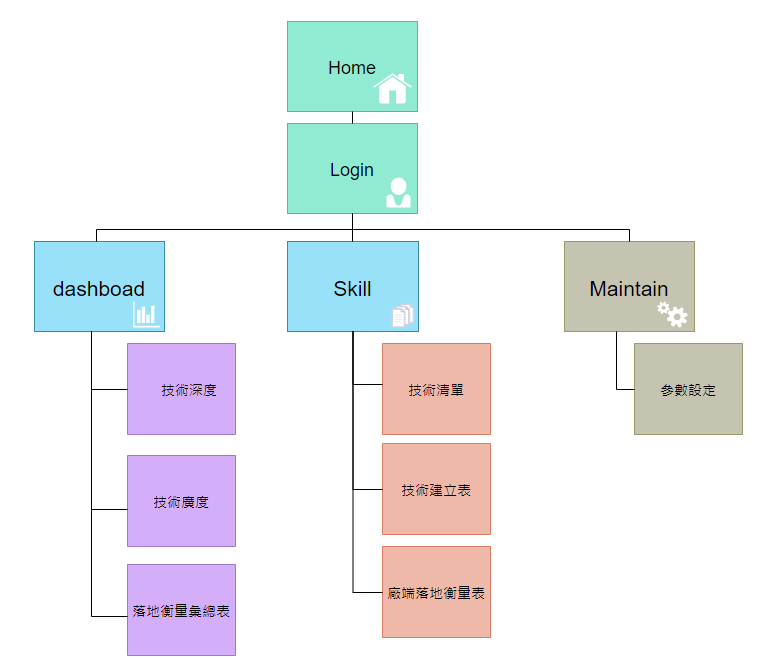 Home
Login
dashboad
Skill
Maintain
技術深度
技術清單
參數設定
技術廣度
技術建立表
落地衡量彙總表
廠端落地衡量表